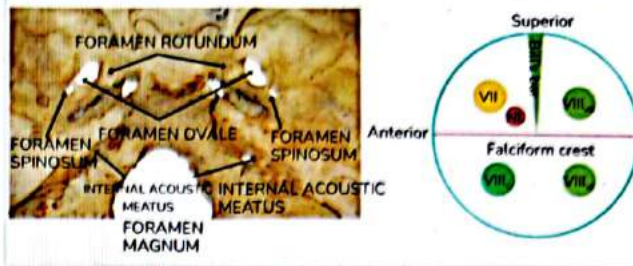 FORAMEN ROTUNDUM
FORAMEN OVALE
FORAMEN
SPINOSUM
FORAMEN
SPINOSUM
INTERNAL ACOUSTIC
MEATUS
INTERNAL ACOUSTIC
MEATUS
FORAMEN
MAGNUM
Superior
VII
VIII
Anterior
Falciform crest
VIII
VIII